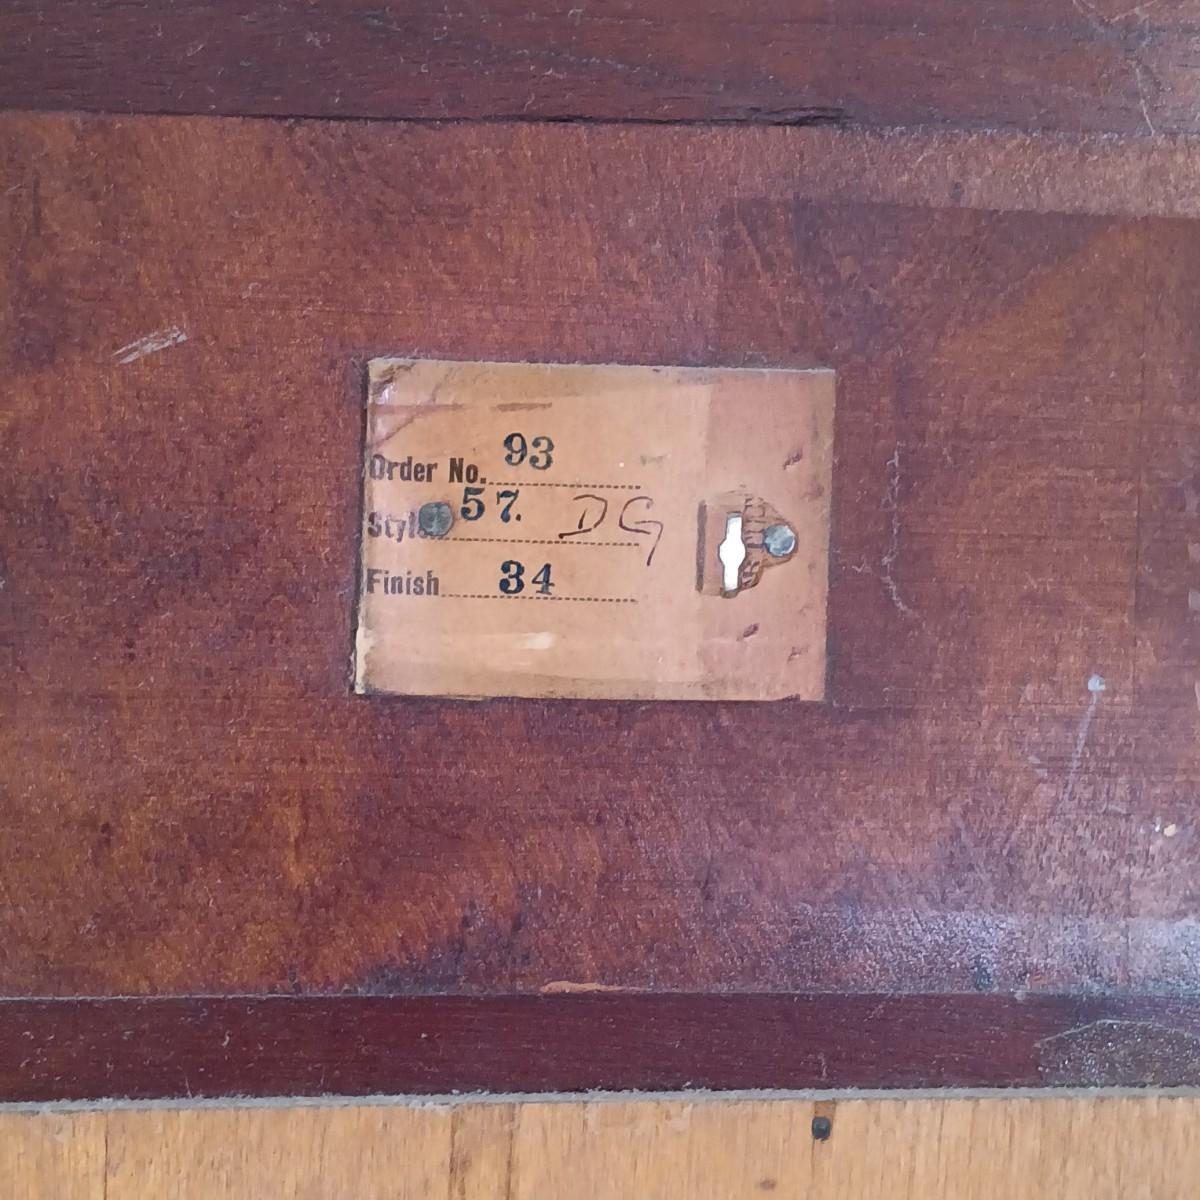 Order No. 93
Style 57. DG
Finish 34